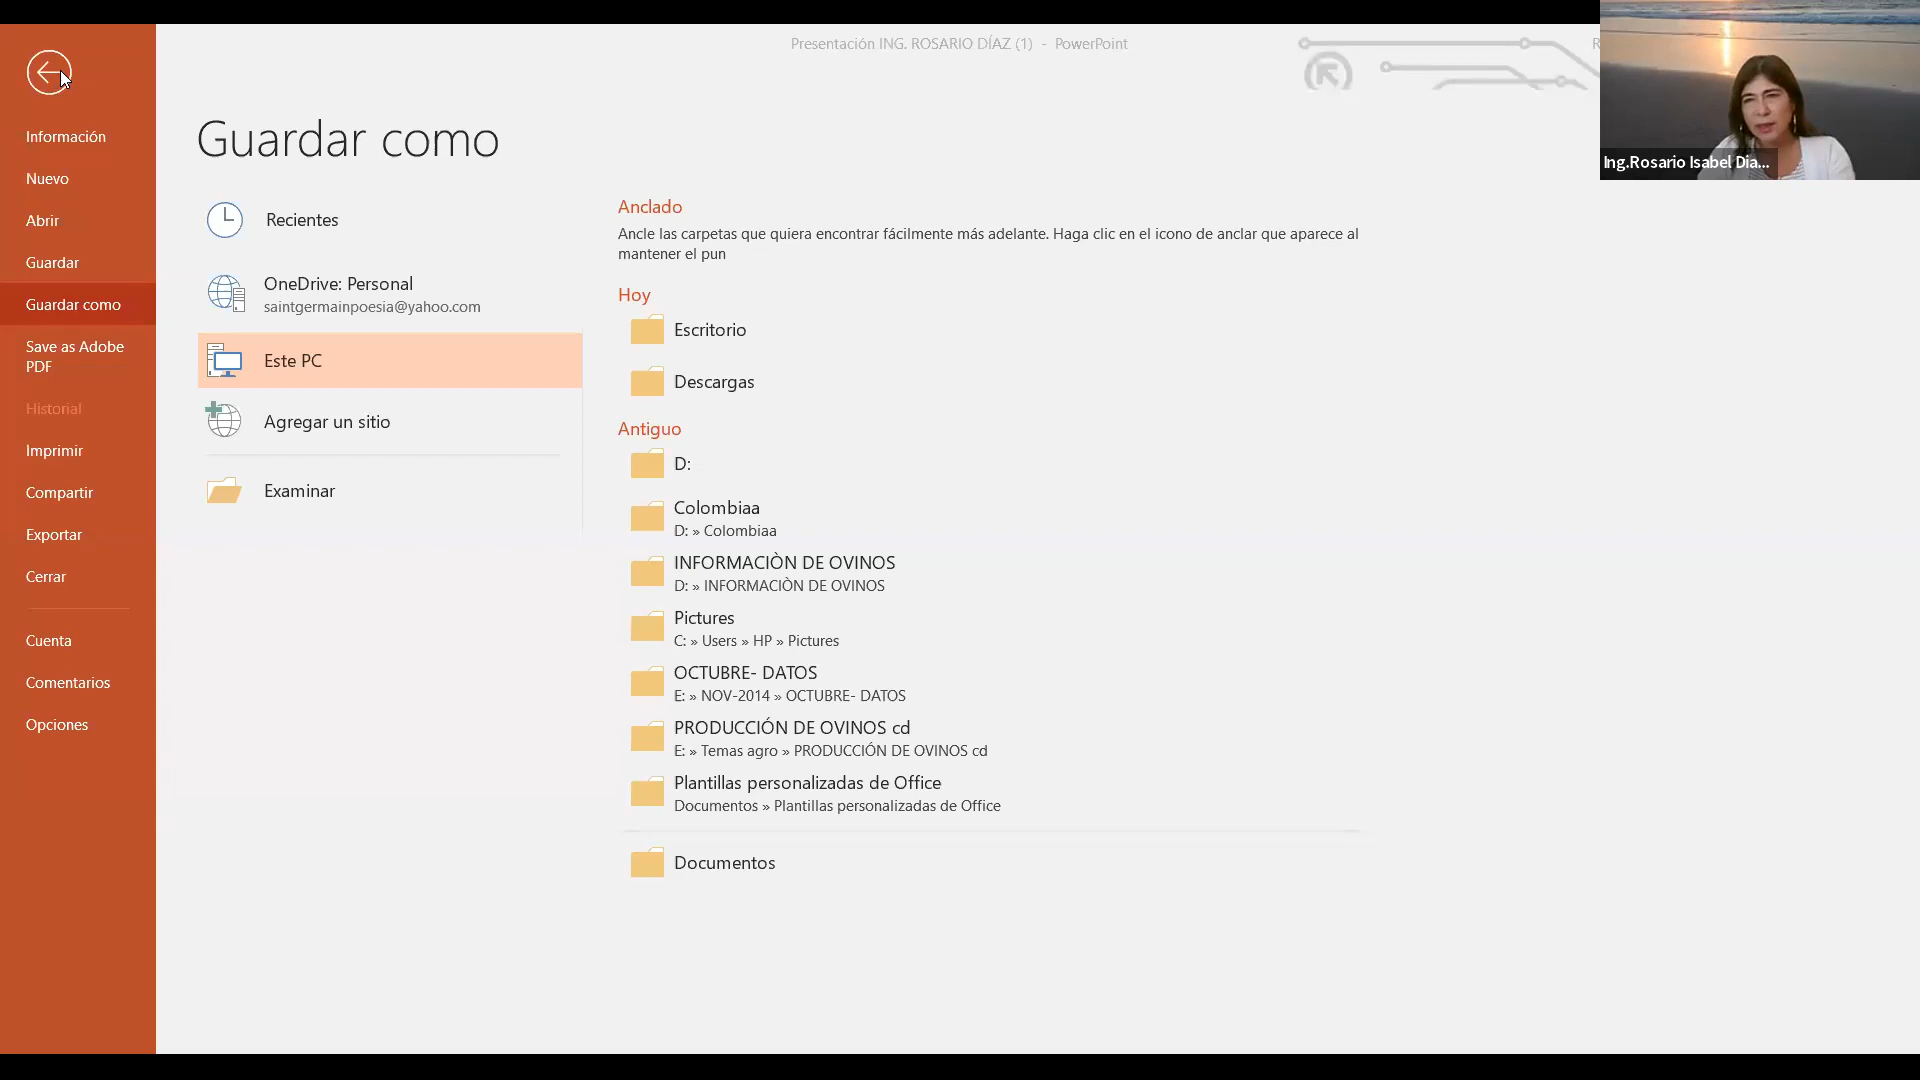 Presentación ING. ROSARIO DÍAZ (1) - PowerPoint
R
Ing.Rosario Isabel Dia...
Información
Nuevo
Abrir
Guardar
Guardar como
Save as Adobe
PDF
Historial
Imprimir
Compartir
Exportar
Cerrar
Cuenta
Comentarios
Opciones
Guardar como
Recientes
OneDrive: Personal
saintgermainpoesia@yahoo.com
Este PC
Agregar un sitio
Examinar
Anclado
Ancle las carpetas que quiera encontrar fácilmente más adelante. Haga clic en el icono de anclar que aparece al
mantener el pun
Hoy
Escritorio
Descargas
Antiguo
D:
Colombiaa
D: » Colombiaa
INFORMACIÒN DE OVINOS
D: » INFORMACIÒN DE OVINOS
Pictures
C: » Users » HP » Pictures
OCTUBRE- DATOS
E: » NOV-2014 » OCTUBRE- DATOS
PRODUCCIÓN DE OVINOS cd
E: » Temas agro » PRODUCCIÓN DE OVINOS cd
Plantillas personalizadas de Office
Documentos » Plantillas personalizadas de Office
Documentos